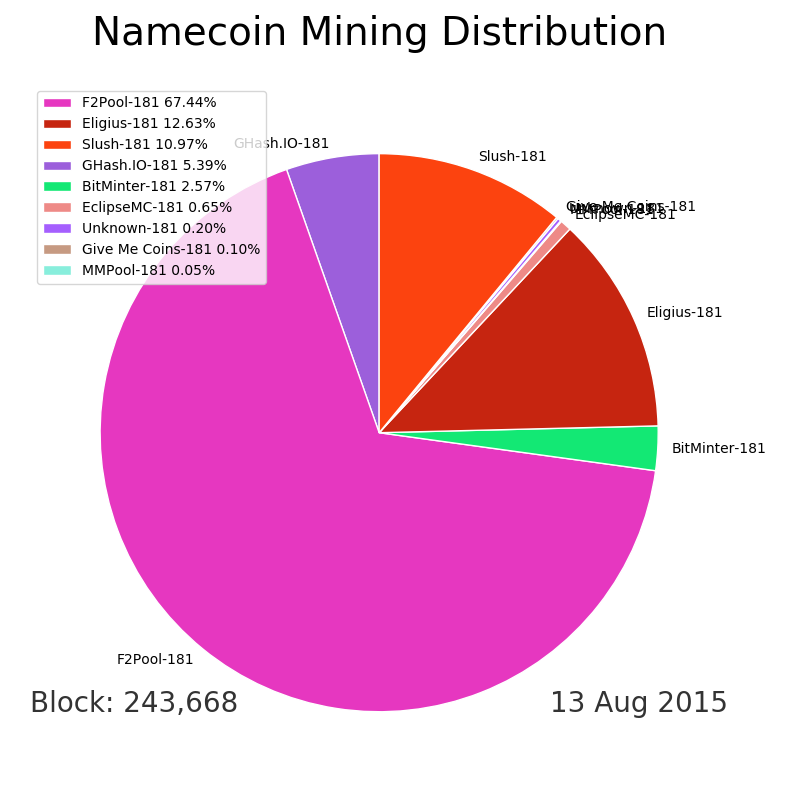 Namecoin Mining Distribution
F2Pool-181 67.44%
Eligius-181 12.63%
Slush-181 10.97%
GHash.IO-181 5.39%
BitMinter-181 2.57%
EclipseMC-181 0.65%
Unknown-181 0.20%
Give Me Coins-181 0.10%
MMPool-181 0.05%
GHash.IO-181
Slush-181
Give Me Coins-181
EclipseMC-181
Eligius-181
BitMinter-181
F2Pool-181
Block: 243,668
13 Aug 2015